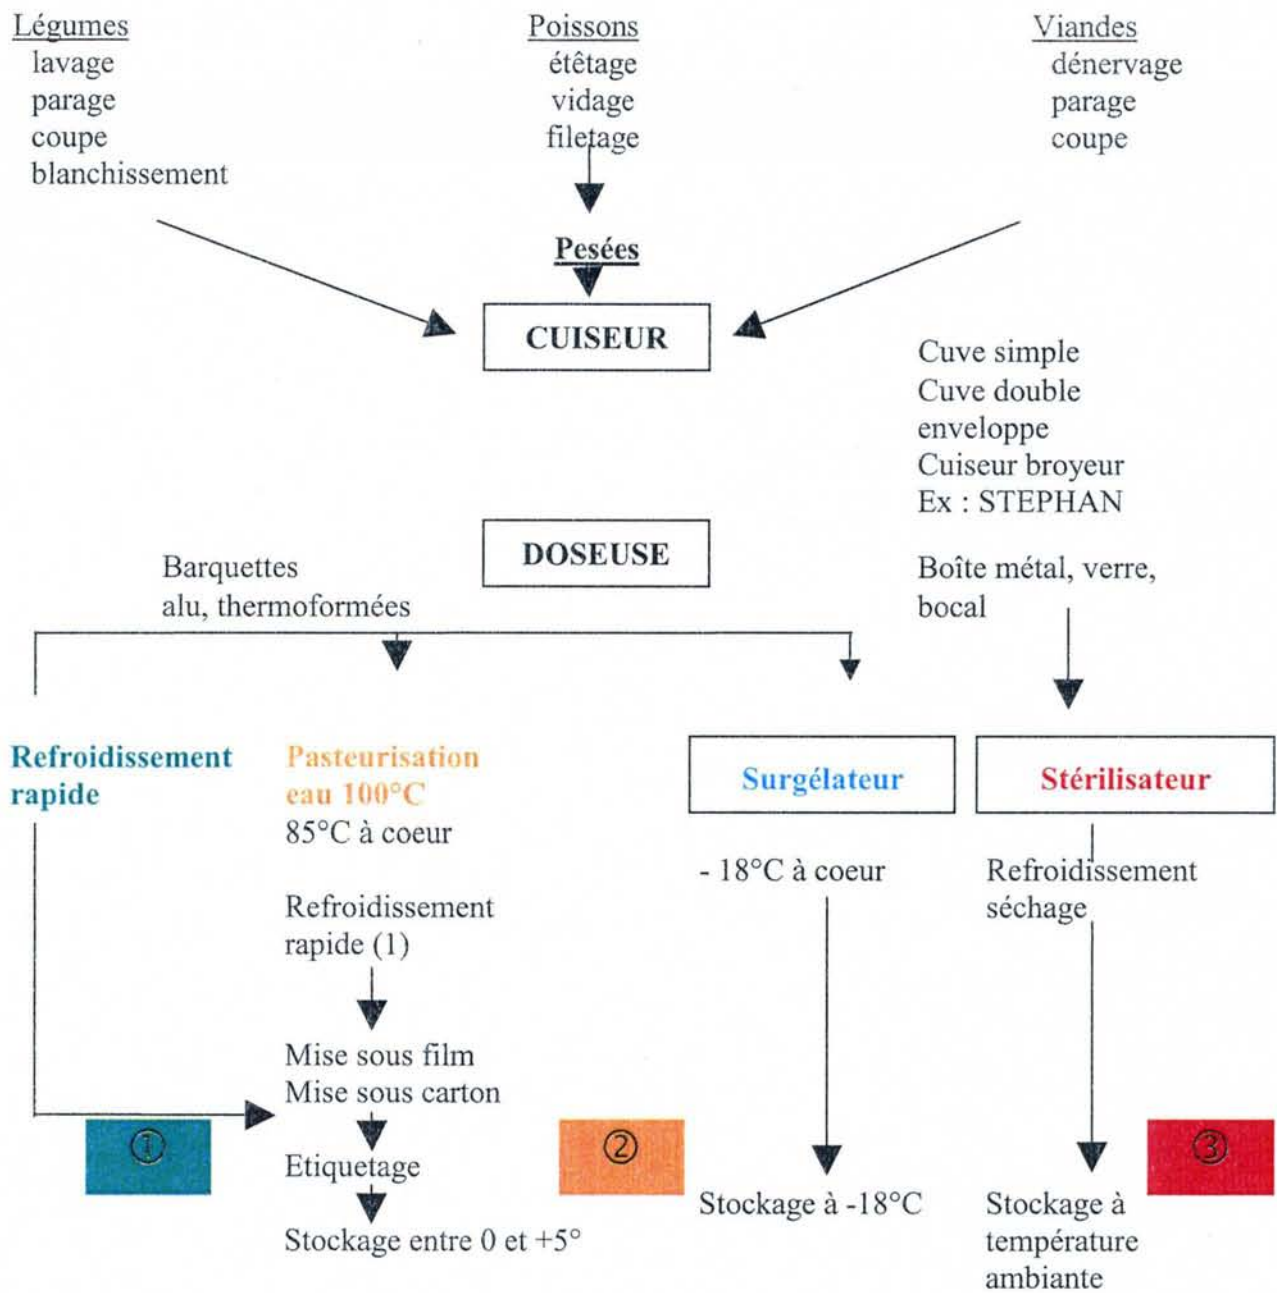 Légumes
lavage
parage
coupe
blanchissement
Poissons
étêtage
vidage
filetage
Viandes
dénervage
parage
coupe
Pesées
CUISEUR
Cuve simple
Cuve double
enveloppe
Cuiseur broyeur
Ex : STEPHAN
DOSEUSE
Barquettes
alu, thermoformées
Boîte métal, verre,
bocal
Refroidissement
rapide
Pasteurisation
eau 100°C
85°C à coeur
Refroidissement
rapide (1)
Mise sous film
Mise sous carton
Etiquetage
Stockage entre 0 et +5°
Surgélateur
- 18°C à coeur
Stockage à -18°C
Stérilisateur
Refroidissement
séchage
Stockage à
température
ambiante
①
②
③